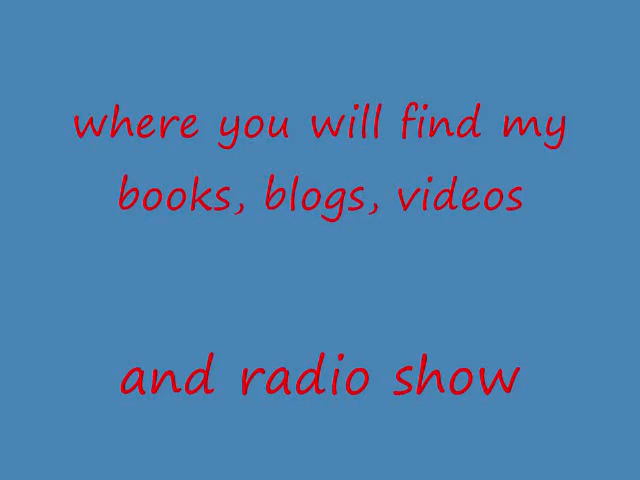 where you will find my
books, blogs, videos
and radio show